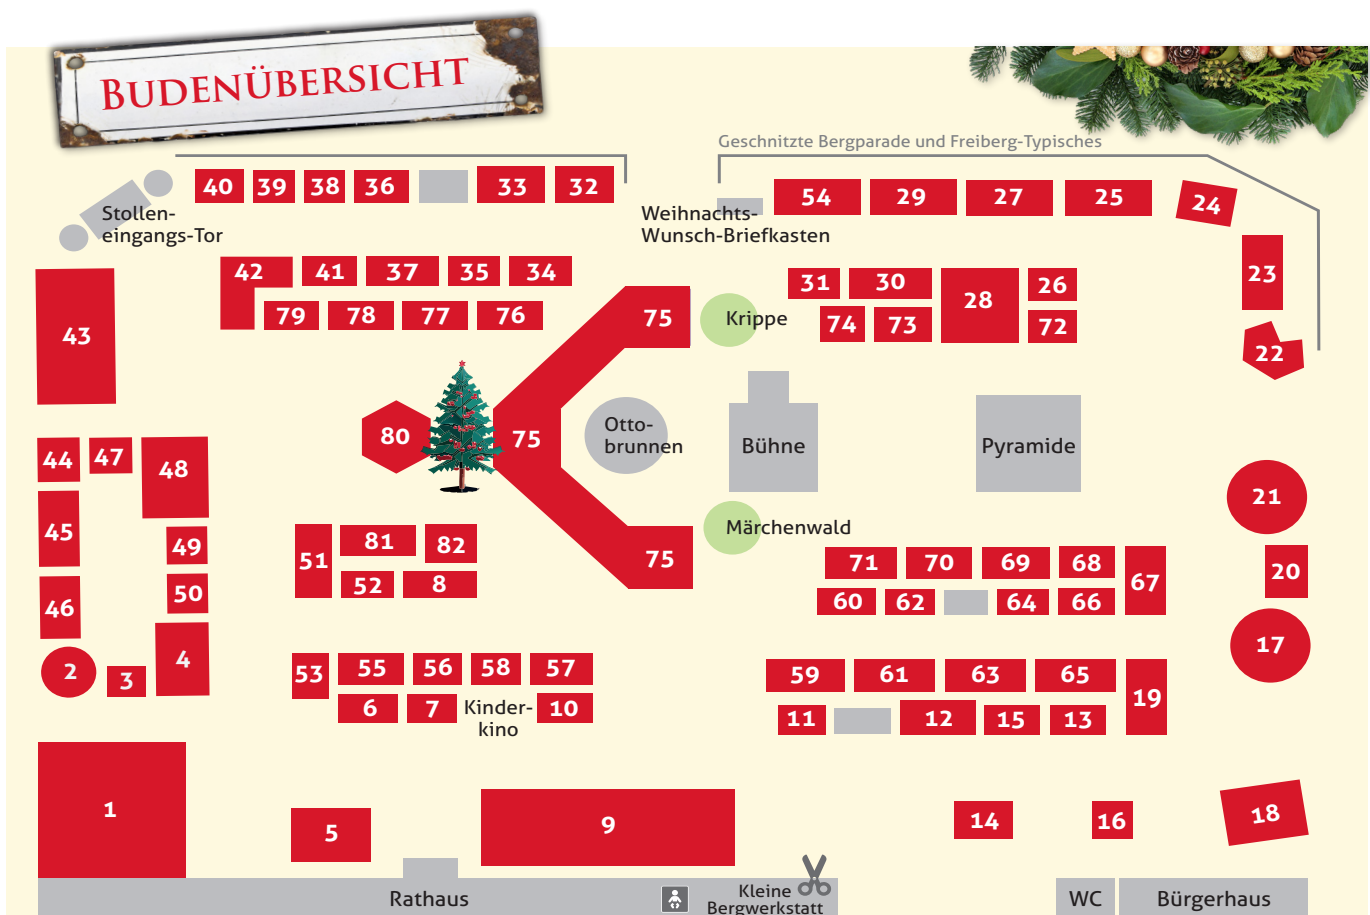 BUDENÜBERSICHT
Geschnitzte Bergparade und Freiberg-Typisches
40 39 38 36 33 32
54 29 27 25 24
Stollen-
eingangs-Tor
Weihnachts-
Wunsch-Briefkasten
23
42 41 37 35 34
31 30 28 26
43
79 78 77 76
75
Krippe
74 73 72
22
80
75
Otto-
brunnen
Bühne
Pyramide
44 47 48
21
45
49
51 81 82
75
Märchenwald
71 70 69 68 67
20
46
50
52 8
60 62 64 66
2 3 4
53 55 56 58 57
59 61 63 65 19
17
6 7
Kinder-
kino
10
11 12 15 13
1
5
9
14 16 18
Rathaus
Kleine
Bergwerkstatt
WC
Bürgerhaus